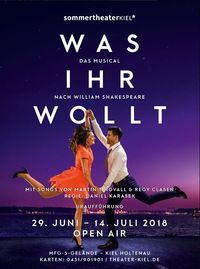 sommertheaterKIEL*
WAS
DAS MUSICAL
IHR
NACH WILLIAM SHAKESPEARE
WOLLT
MIT SONGS VON MARTIN LINGNAU & REGY CLASEN
REGIE: DANIEL KARASEK
URAUFFÜHRUNG
29. JUNI – 14. JULI 2018
OPEN AIR
MFG-5-GELÄNDE – KIEL HOLTENAU
KARTEN: 0431/901901 | THEATER-KIEL.DE